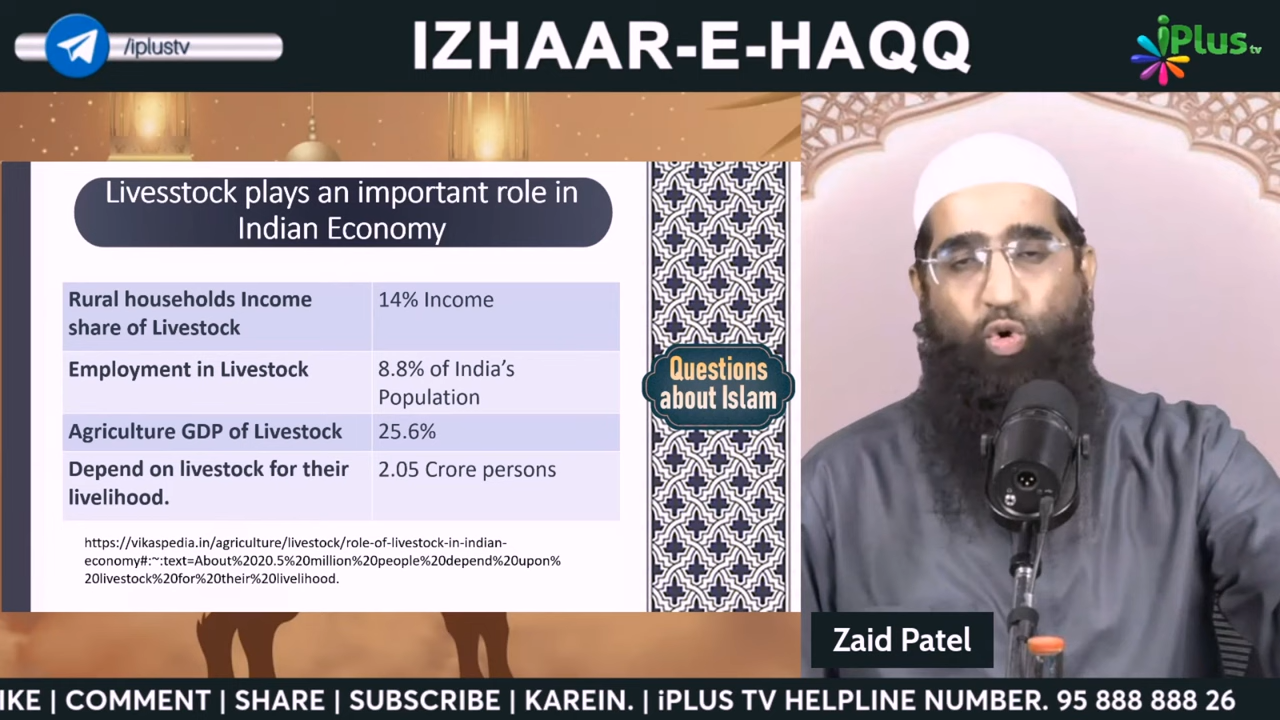 /iplustv
IZHAAR-E-HAQQ
iPlus tv
Livesstock plays an important role in
Indian Economy
Rural households Income
share of Livestock
14% Income
Employment in Livestock
8.8% of India's
Population
Agriculture GDP of Livestock
25.6%
Depend on livestock for their
livelihood.
2.05 Crore persons
https://vikaspedia.in/agriculture/livestock/role-of-livestock-in-indian-
economy#:~:text=About%2020.5%20million%20people%20depend%20upon%
20livestock%20for%20their%20livelihood.
Questions
about Islam
Zaid Patel
IKE | COMMENT | SHARE | SUBSCRIBE | KAREIN. | iPLUS TV HELPLINE NUMBER. 95 888 888 26